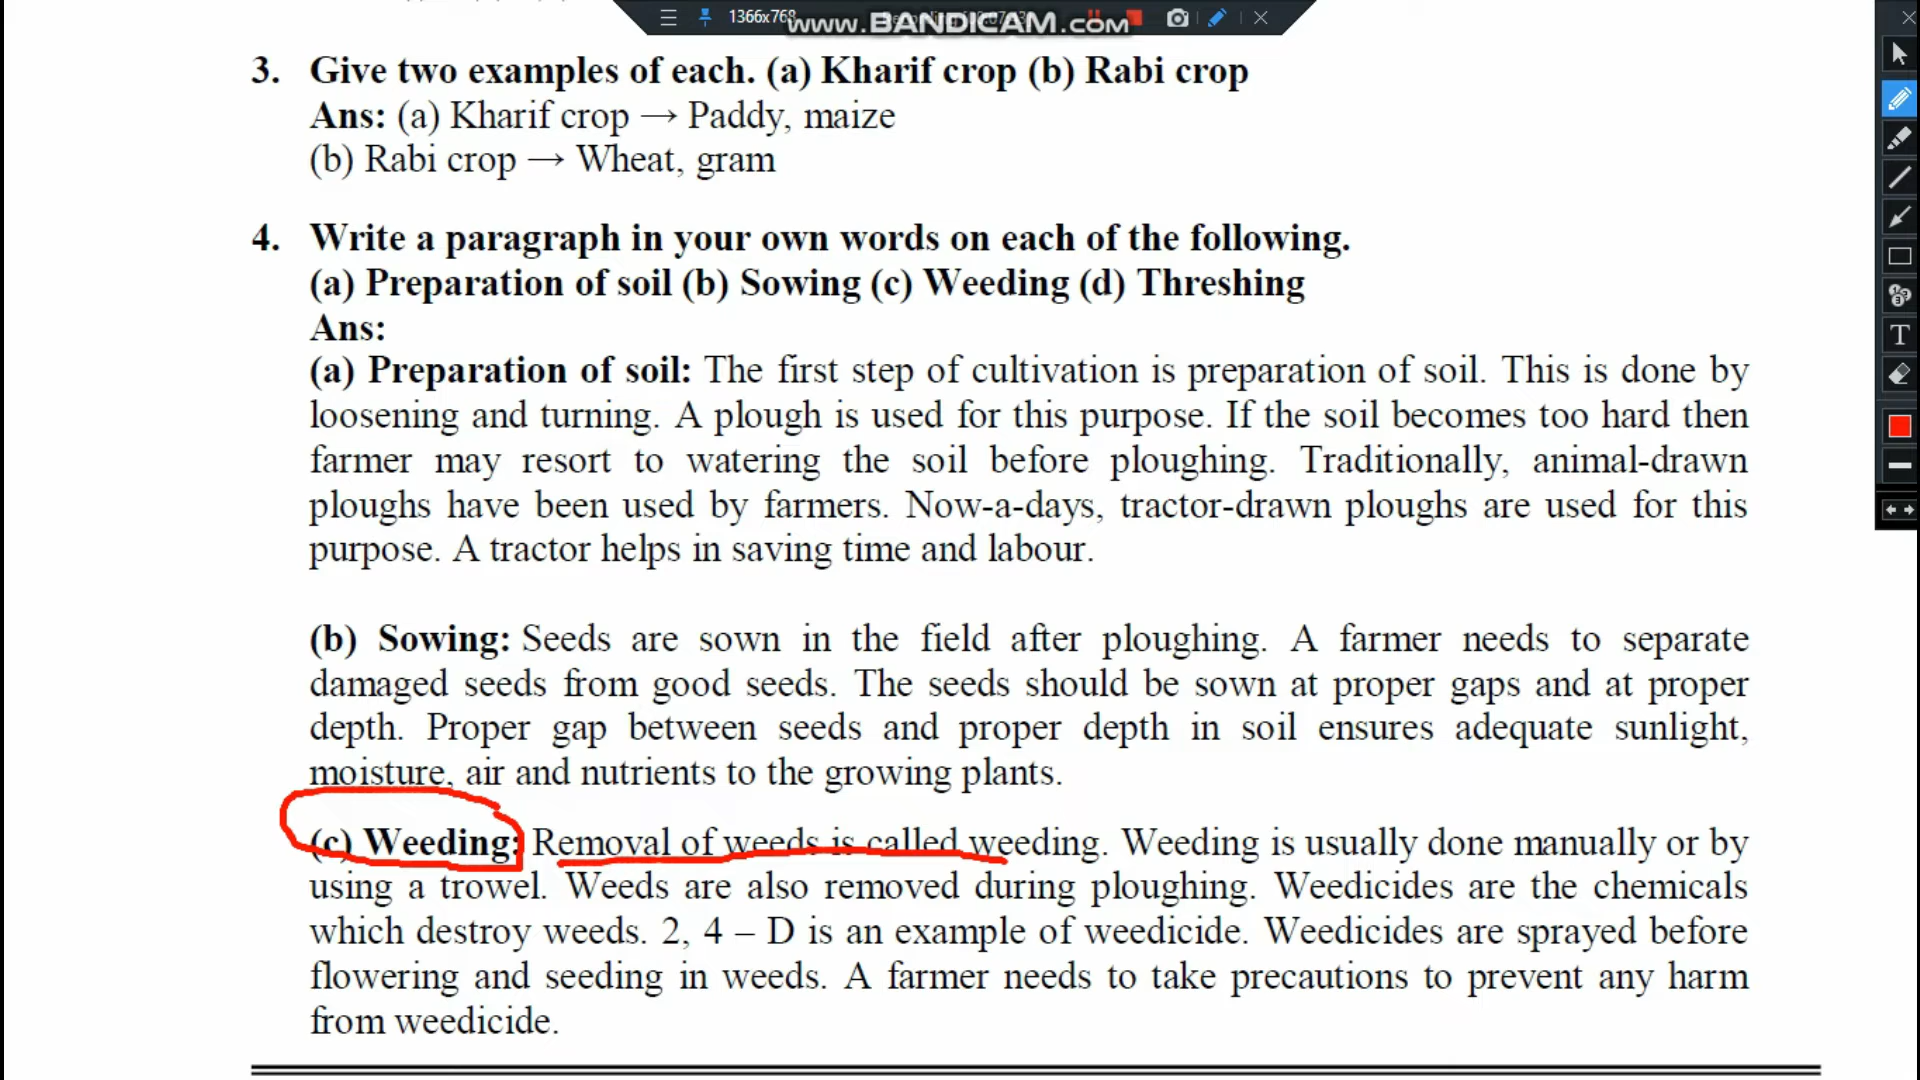 1366x768
www.BANDICAM.com
3. Give two examples of each. (a) Kharif crop (b) Rabi crop
Ans: (a) Kharif crop → Paddy, maize
(b) Rabi crop → Wheat, gram
4. Write a paragraph in your own words on each of the following.
(a) Preparation of soil (b) Sowing (c) Weeding (d) Threshing
Ans:
(a) Preparation of soil: The first step of cultivation is preparation of soil. This is done by
loosening and turning. A plough is used for this purpose. If the soil becomes too hard then
farmer may resort to watering the soil before ploughing. Traditionally, animal-drawn
ploughs have been used by farmers. Now-a-days, tractor-drawn ploughs are used for this
purpose. A tractor helps in saving time and labour.
(b) Sowing: Seeds are sown in the field after ploughing. A farmer needs to separate
damaged seeds from good seeds. The seeds should be sown at proper gaps and at proper
depth. Proper gap between seeds and proper depth in soil ensures adequate sunlight,
moisture, air and nutrients to the growing plants.
(c) Weeding: Removal of weeds is called weeding. Weeding is usually done manually or by
using a trowel. Weeds are also removed during ploughing. Weedicides are the chemicals
which destroy weeds. 2, 4 – D is an example of weedicide. Weedicides are sprayed before
flowering and seeding in weeds. A farmer needs to take precautions to prevent any harm
from weedicide.